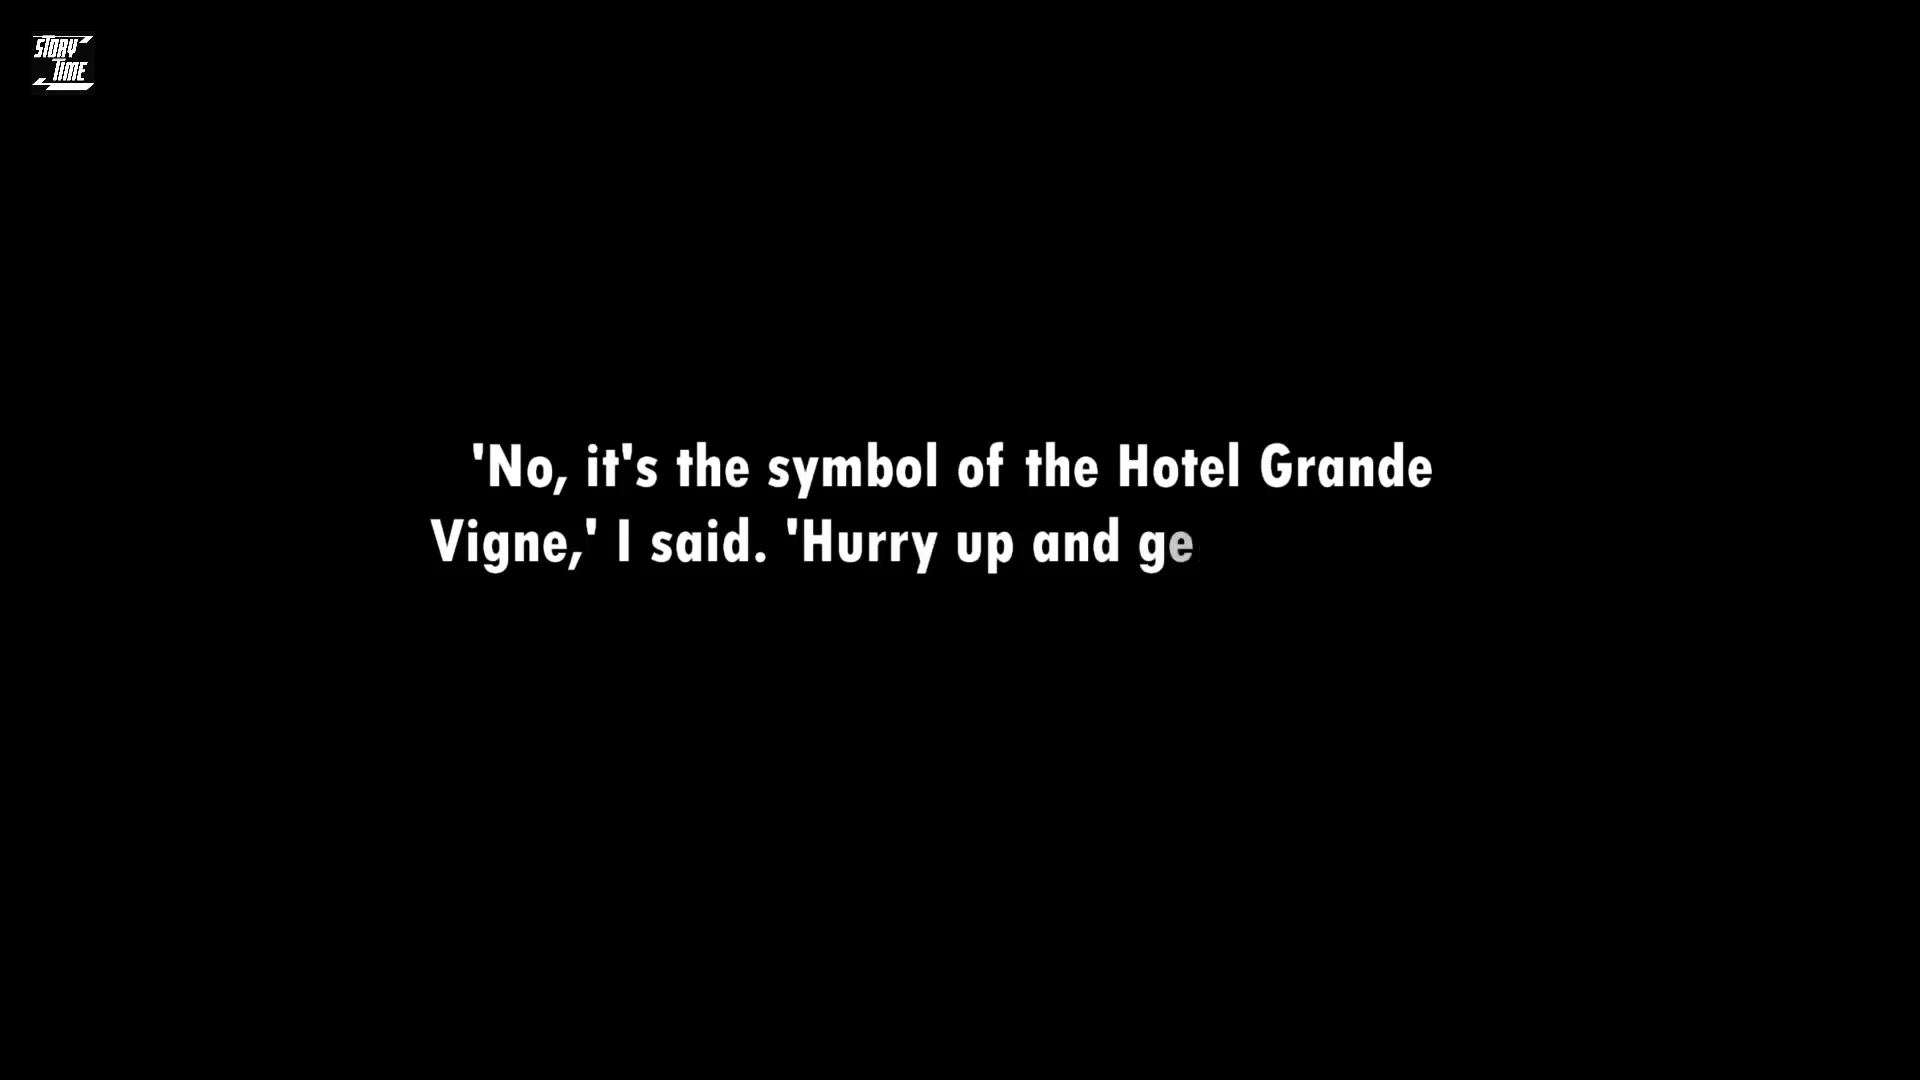 STORY
TIME
'No, it's the symbol of the Hotel Grande
Vigne,' I said. 'Hurry up and ge